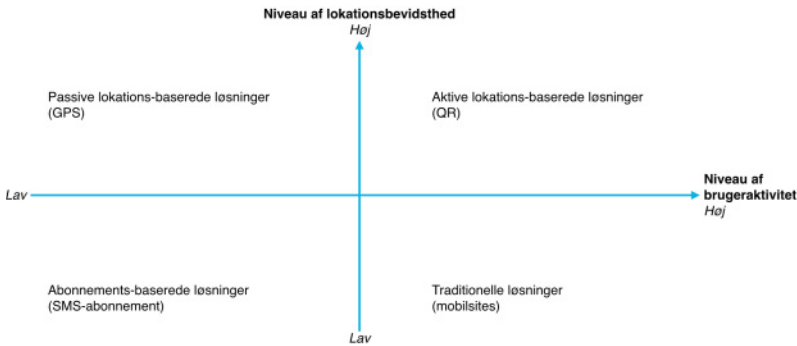 Niveau af lokationsbevidsthed
Høj
Passive lokations-baserede løsninger
(GPS)
Aktive lokations-baserede løsninger
(QR)
Lav
Niveau af
brugeraktivitet
Høj
Abonnements-baserede løsninger
(SMS-abonnement)
Traditionelle løsninger
(mobilsites)
Lav